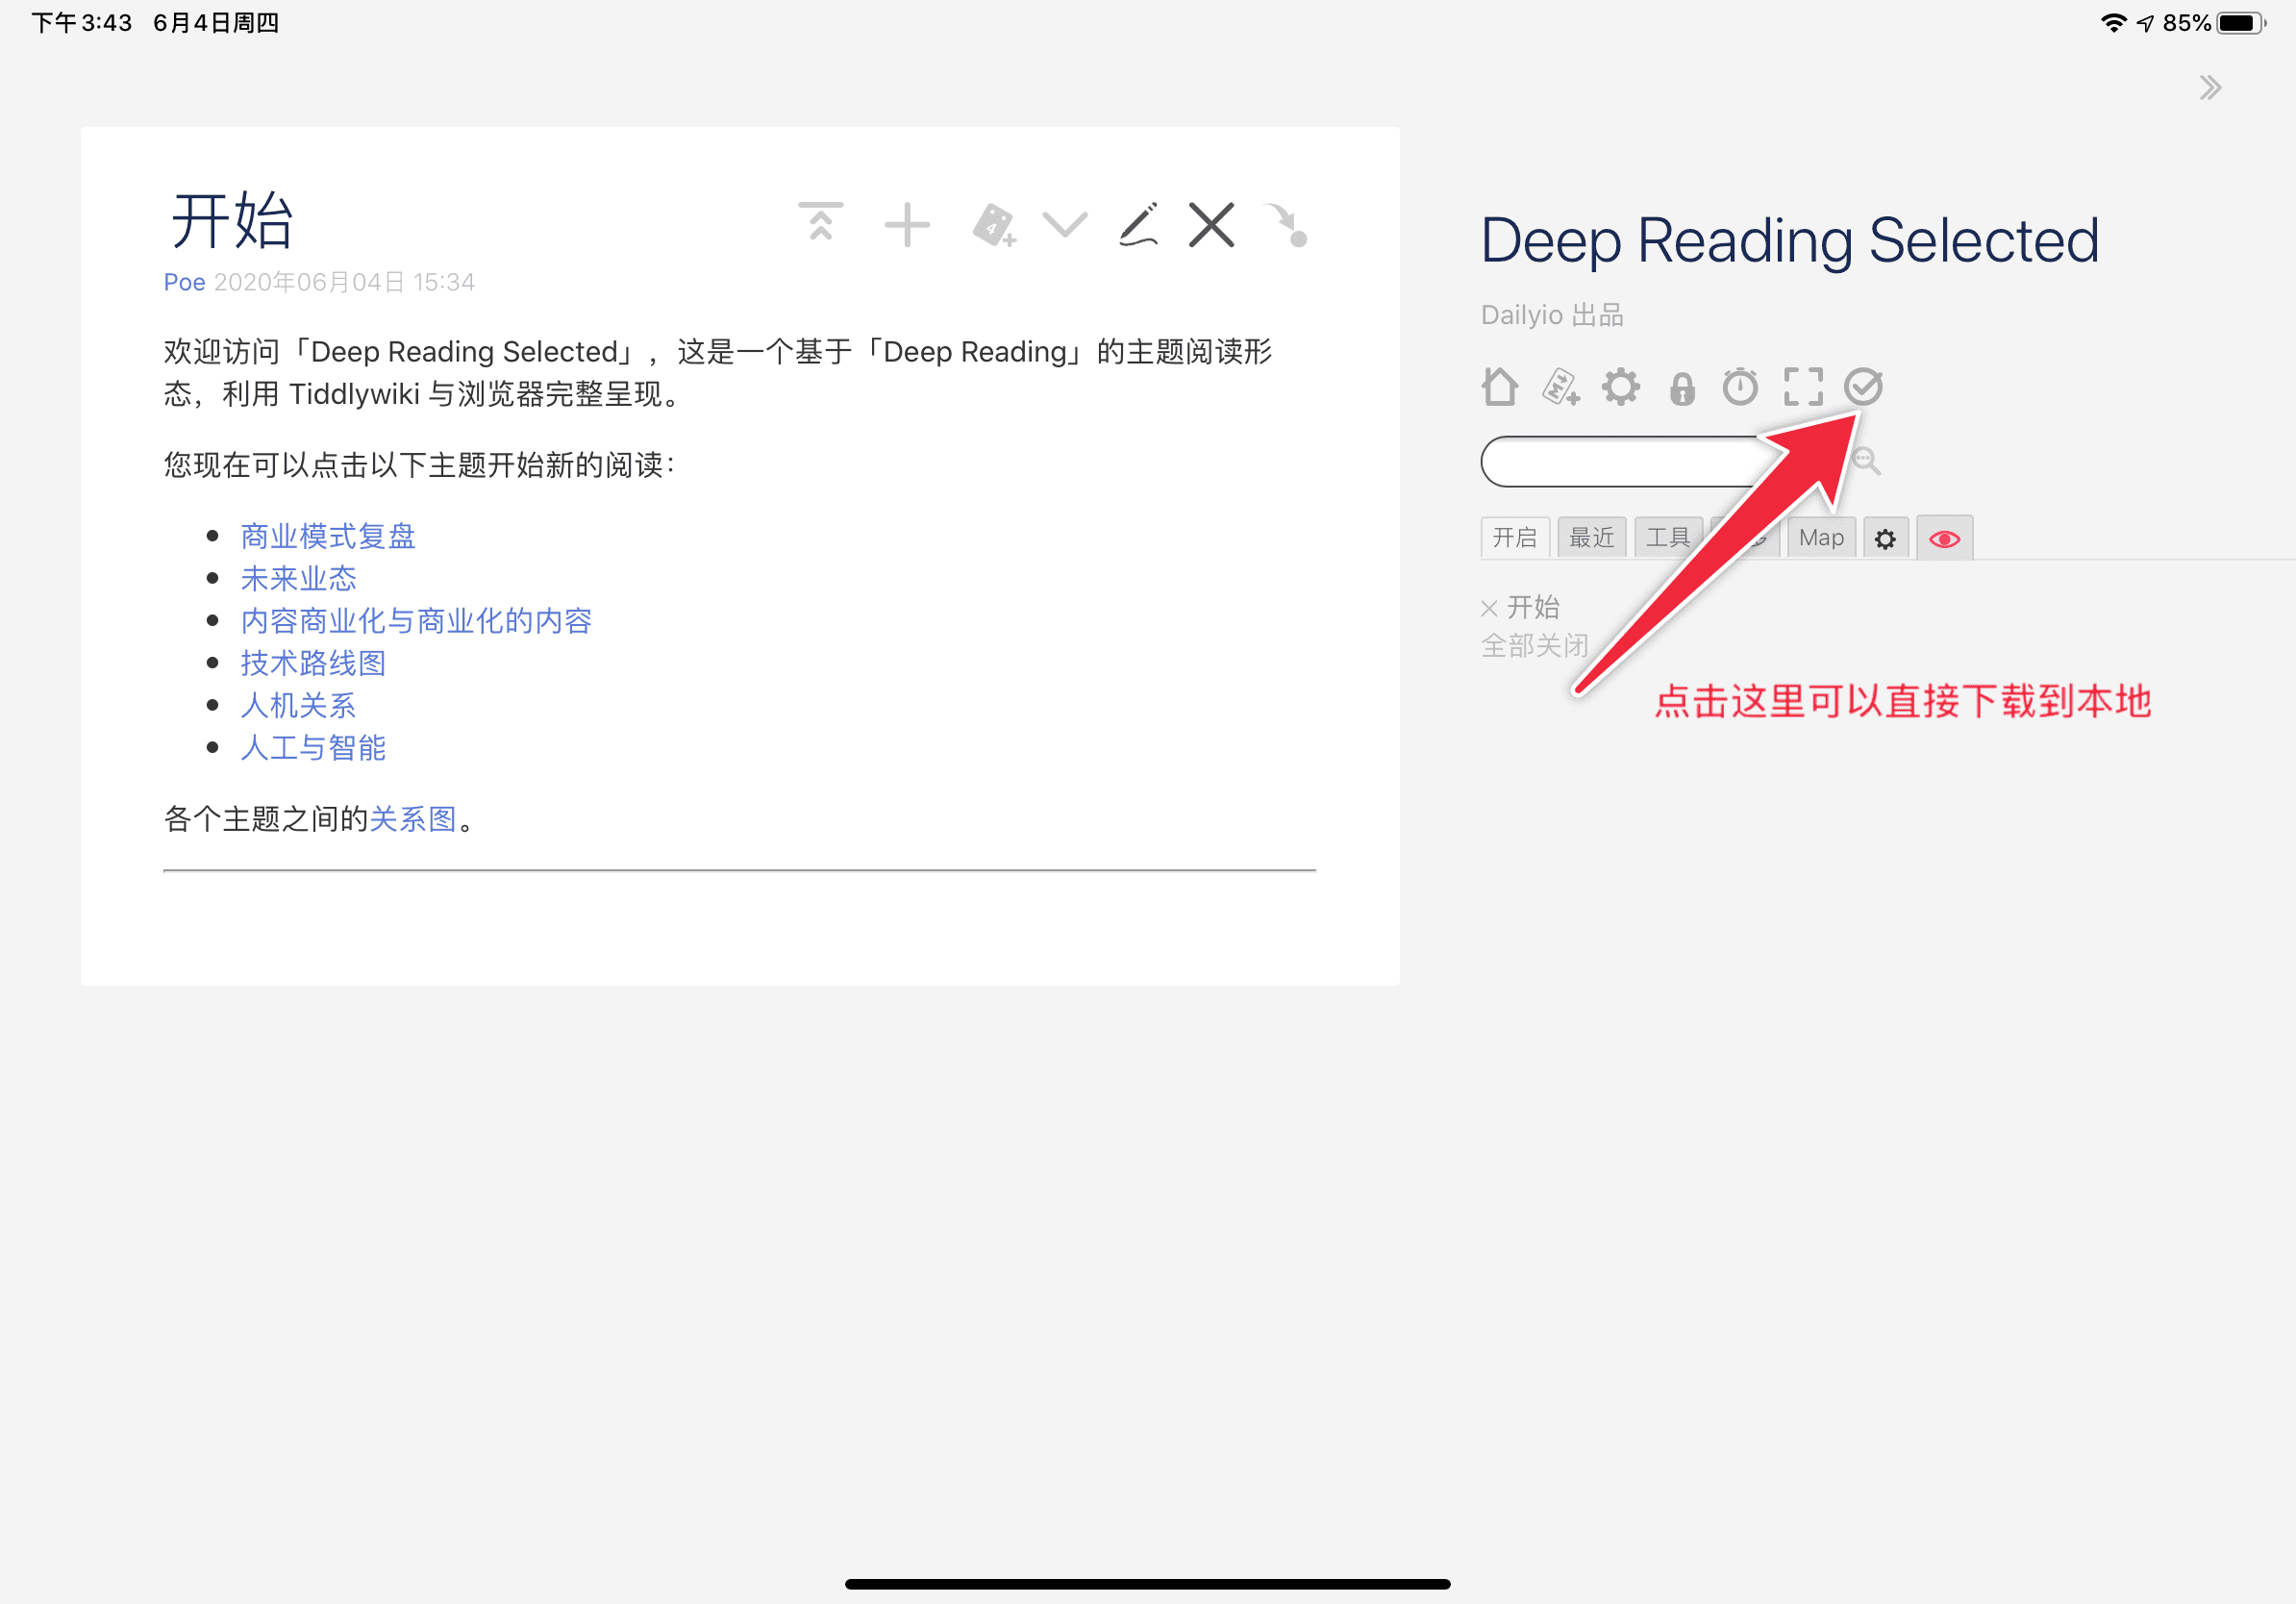 下午3:43 6月4日周四
85%
开始
Poe 2020年06月04日 15:34
欢迎访问「Deep Reading Selected」，这是一个基于「Deep Reading」的主题阅读形
态，利用 Tiddlywiki 与浏览器完整呈现。
您现在可以点击以下主题开始新的阅读：
商业模式复盘
未来业态
内容商业化与商业化的内容
技术路线图
人机关系
人工与智能
各个主题之间的关系图。
Deep Reading Selected
Dailyio 出品
开启 最近 工具 Map
开始
全部关闭
点击这里可以直接下载到本地